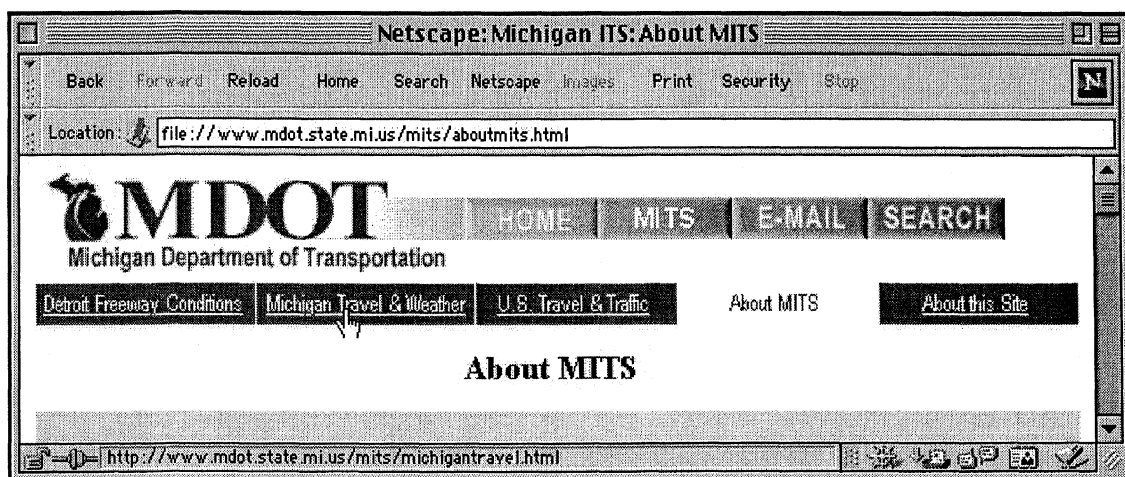 Netscape: Michigan ITS: About MITS
Back Forward Reload Home Search Netscape Images Print Security Stop
N
Location: file://www.mdot.state.mi.us/mits/aboutmits.html
MDOT HOME MITS E-MAIL SEARCH
Michigan Department of Transportation
Detroit Freeway Conditions Michigan Travel & Weather U.S. Travel & Traffic About MITS About this Site
About MITS
http://www.mdot.state.mi.us/mits/michigantravel.html